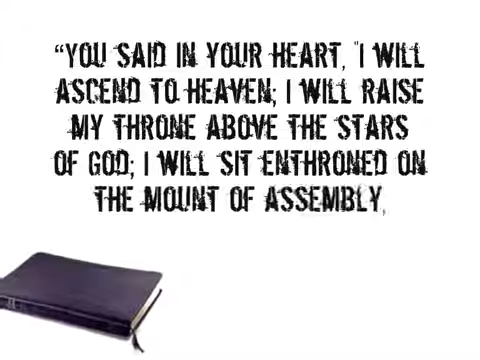 “YOU SAID IN YOUR HEART, "I WILL
ASCEND TO HEAVEN; I WILL RAISE
MY THRONE ABOVE THE STARS
OF GOD; I WILL SIT ENTHRONED ON
THE MOUNT OF ASSEMBLY,